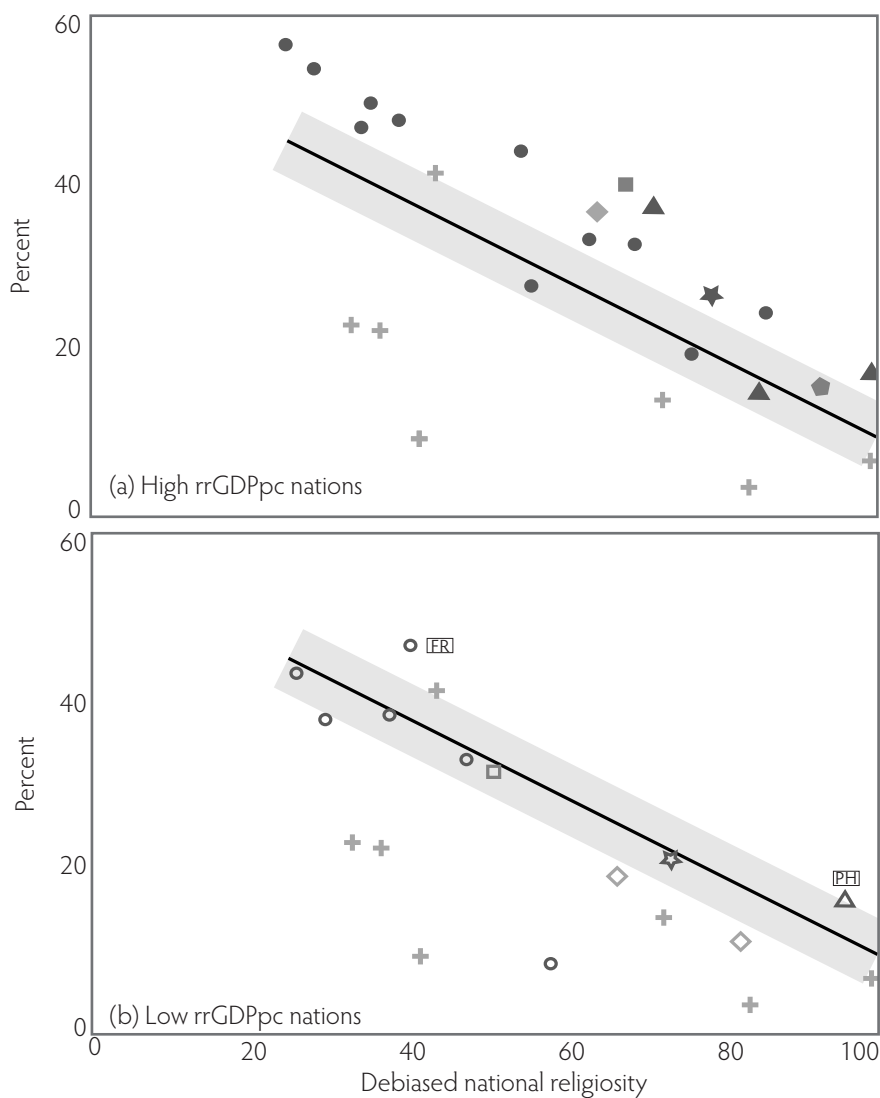 60
40
20
0
Percent
(a) High rrGDPpc nations
60
40
20
0
Percent
FR
PH
(b) Low rrGDPpc nations
0 20 40 60 80 100
Debiased national religiosity